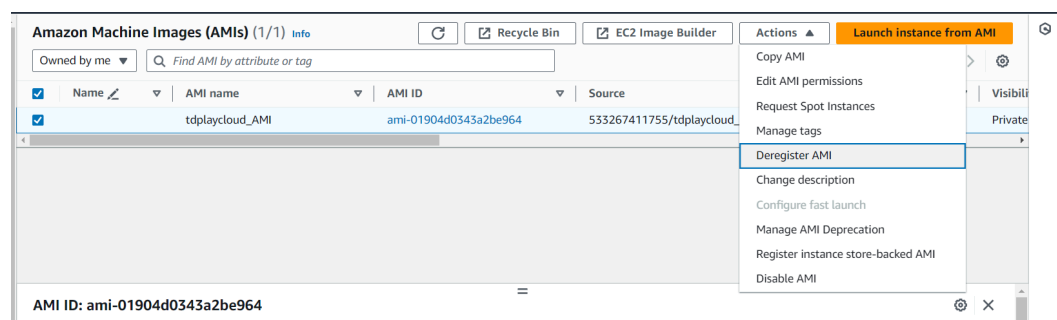 Amazon Machine Images (AMIs) (1/1) Info
Recycle Bin
EC2 Image Builder
Actions ▲
Launch instance from AMI
Owned by me ▼
Find AMI by attribute or tag
Name
AMI name
AMI ID
Source
Visibili
tdplaycloud_AMI
ami-01904d0343a2be964
533267411755/tdplaycloud_
Private
Copy AMI
Edit AMI permissions
Request Spot Instances
Manage tags
Deregister AMI
Change description
Configure fast launch
Manage AMI Deprecation
Register instance store-backed AMI
Disable AMI
AMI ID: ami-01904d0343a2be964